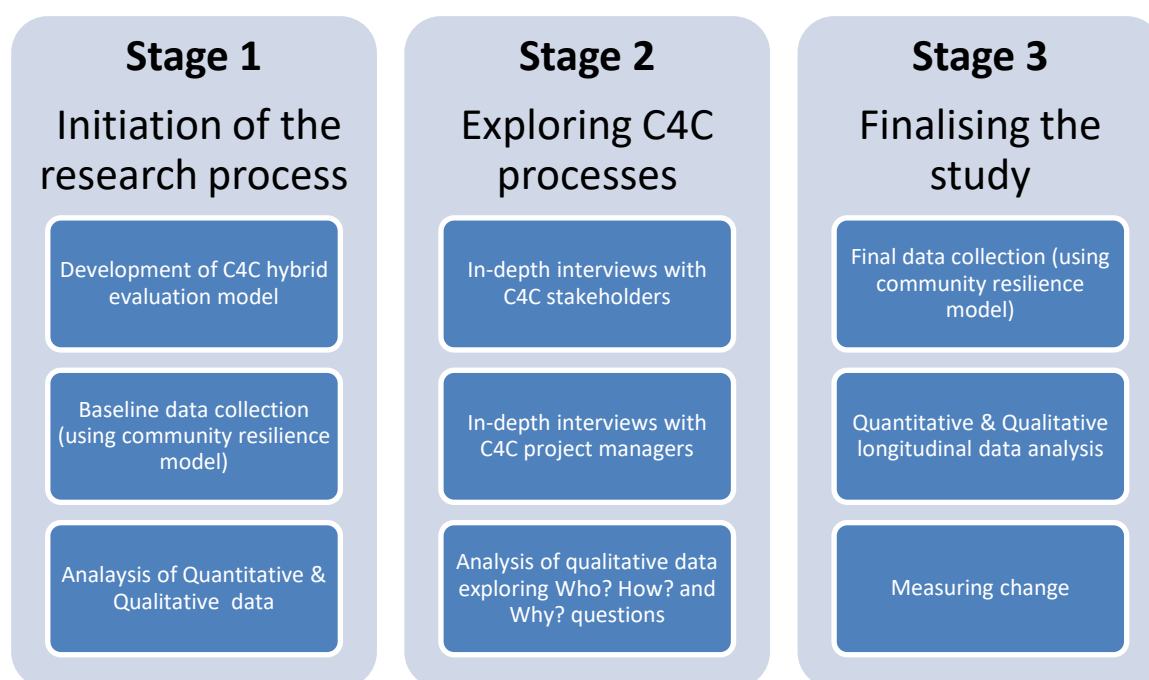 Stage 1
Initiation of the
research process
Development of C4C hybrid
evaluation model
Baseline data collection
(using community resilience
model)
Analaysis of Quantitative &
Qualitative  data
Stage 2
Exploring C4C
processes
In-depth interviews with
C4C stakeholders
In-depth interviews with
C4C project managers
Analysis of qualitative data
exploring Who? How? and
Why? questions
Stage 3
Finalising the
study
Final data collection (using
community resilience
model)
Quantitative & Qualitative
longitudinal data analysis
Measuring change